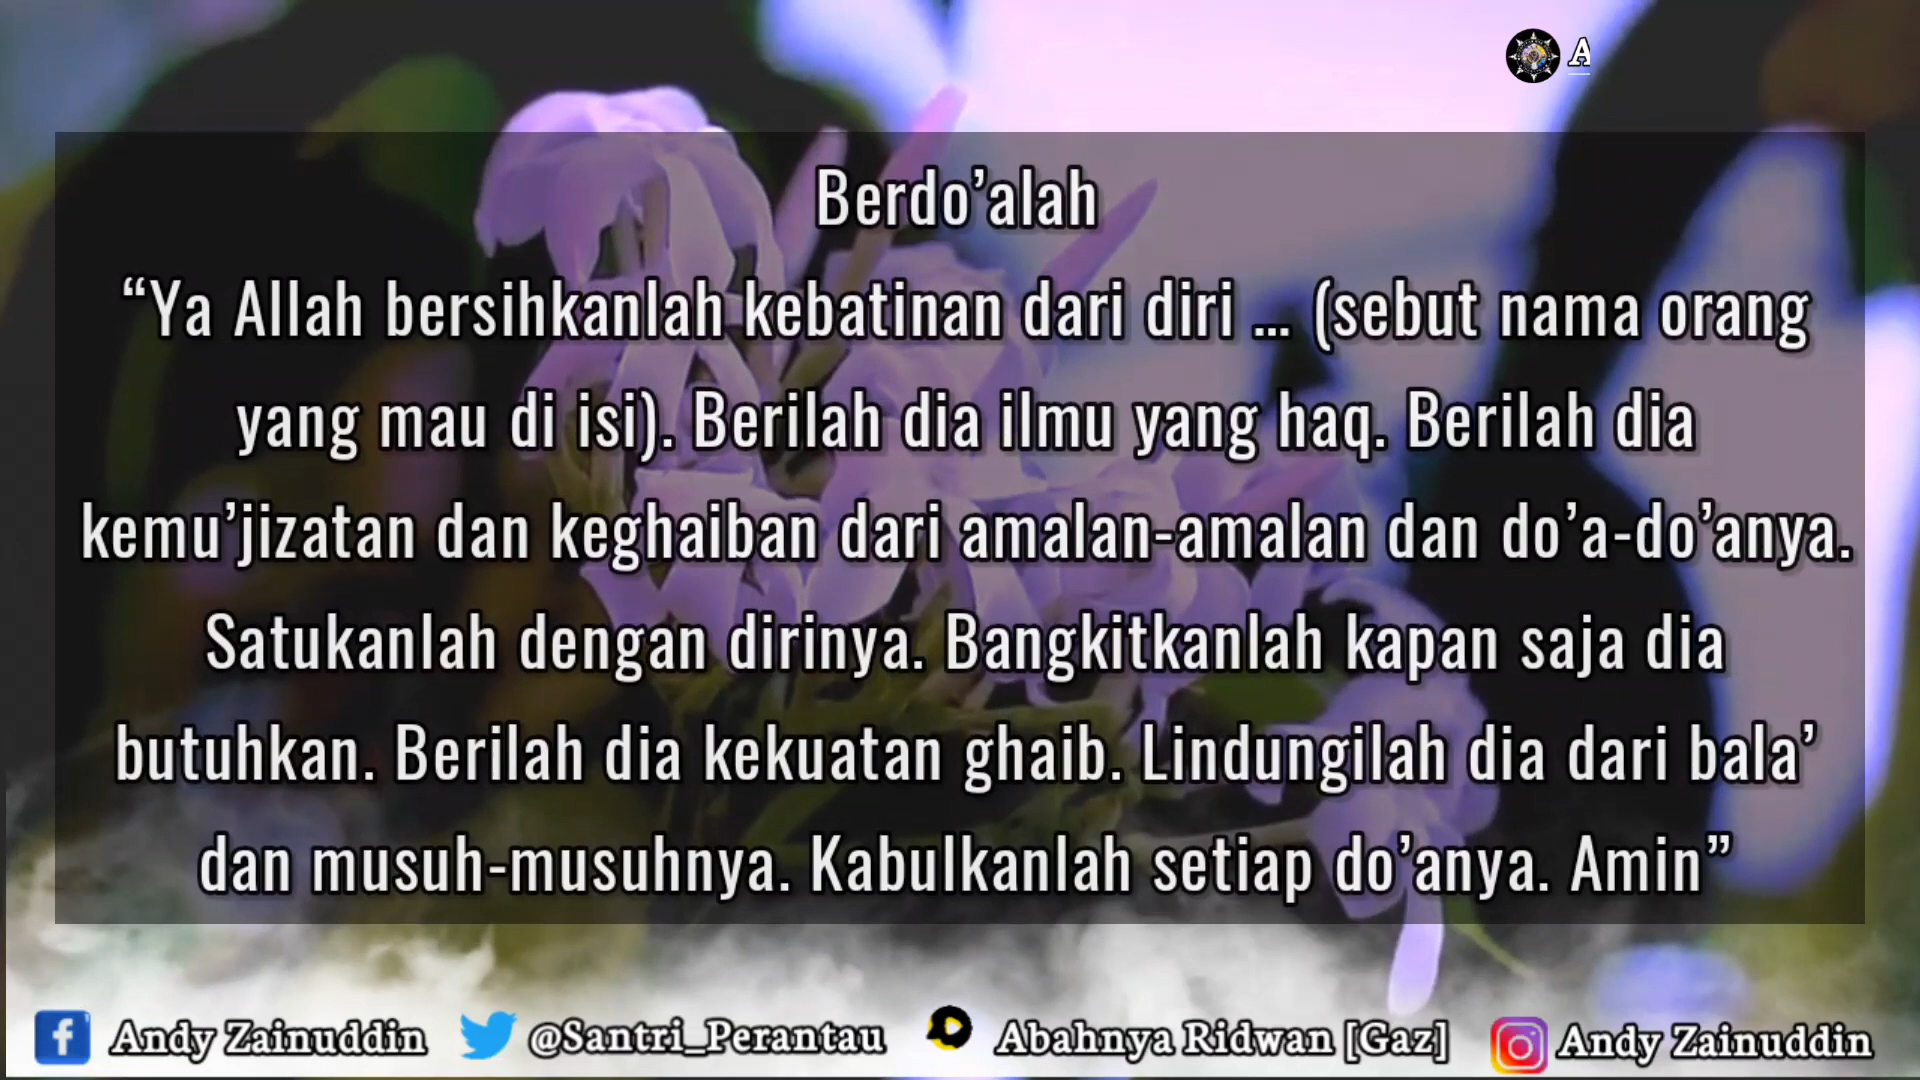 A
Berdo’alah
“Ya Allah bersihkanlah kebatinan dari diri ... (sebut nama orang
yang mau di isi). Berilah dia ilmu yang haq. Berilah dia
kemu’jizatan dan keghaiban dari amalan-amalan dan do’a-do’anya.
Satukanlah dengan dirinya. Bangkitkanlah kapan saja dia
butuhkan. Berilah dia kekuatan ghaib. Lindungilah dia dari bala’
dan musuh-musuhnya. Kabulkanlah setiap do’anya. Amin”
Andy Zainuddin @Santri_Perantau Abahnya Ridwan [Gaz] Andy Zainuddin